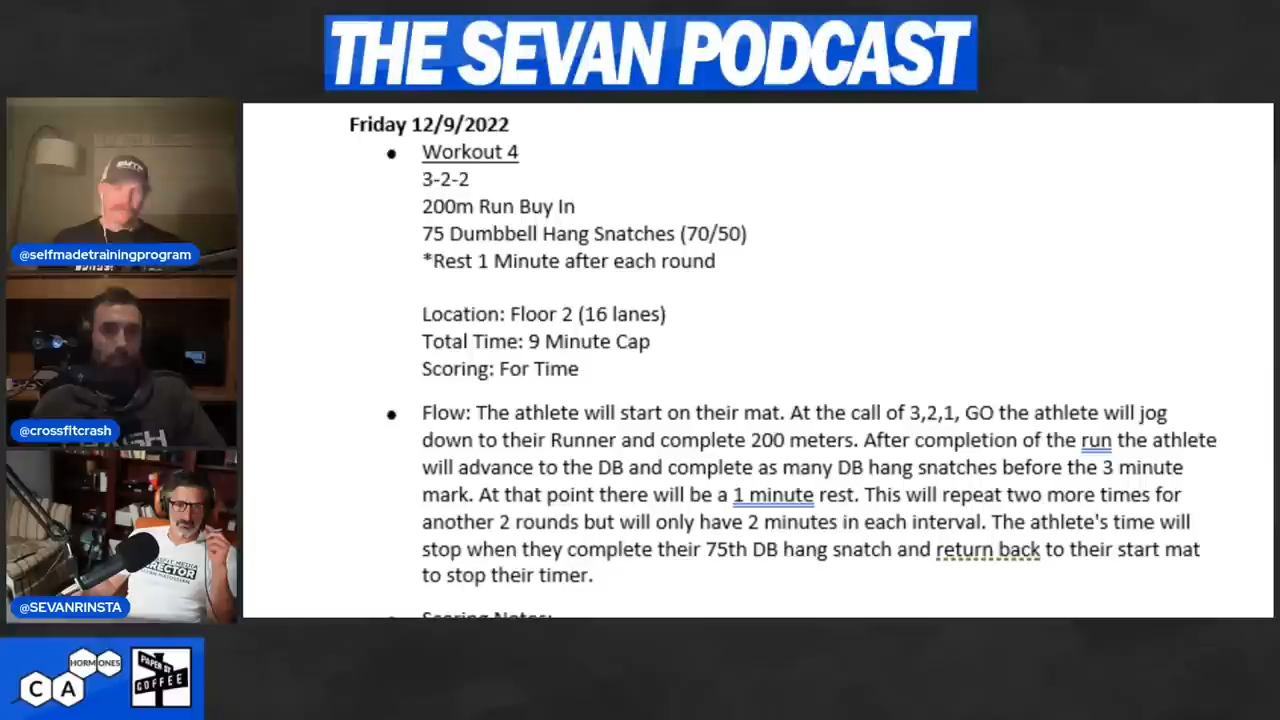 THE SEVAN PODCAST
Friday 12/9/2022
Workout 4
3-2-2
200m Run Buy In
75 Dumbbell Hang Snatches (70/50)
*Rest 1 Minute after each round
Location: Floor 2 (16 lanes)
Total Time: 9 Minute Cap
Scoring: For Time
Flow: The athlete will start on their mat. At the call of 3,2,1, GO the athlete will jog
down to their Runner and complete 200 meters. After completion of the run the athlete
will advance to the DB and complete as many DB hang snatches before the 3 minute
mark. At that point there will be a 1 minute rest. This will repeat two more times for
another 2 rounds but will only have 2 minutes in each interval. The athlete's time will
stop when they complete their 75th DB hang snatch and return back to their start mat
to stop their timer.
Scoring Notes:
@selfmadetrainingprogram
@crossfitcrash
DIRECTOR
@SEVANRINSTA
CA HORMONES
PAPER ST
COFFEE